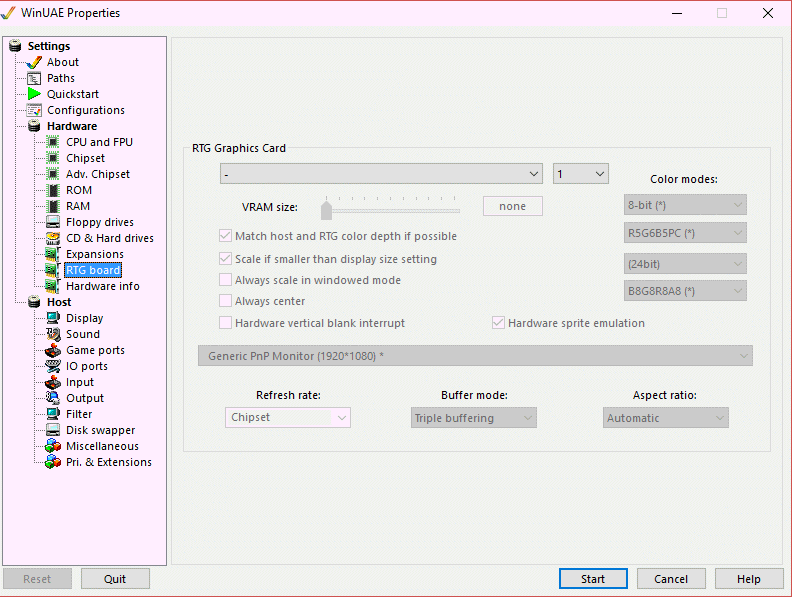 WinUAE Properties
Settings
About
Paths
Quickstart
Configurations
Hardware
CPU and FPU
Chipset
Adv. Chipset
ROM
RAM
Floppy drives
CD & Hard drives
Expansions
RTG board
Hardware info
Host
Display
Sound
Game ports
IO ports
Input
Output
Filter
Disk swapper
Miscellaneous
Pri. & Extensions
RTG Graphics Card
- 1
Color modes:
VRAM size: none
8-bit (*)
Match host and RTG color depth if possible
R5G6B5PC (*)
Scale if smaller than display size setting
(24bit)
Always scale in windowed mode
B8G8R8A8 (*)
Always center
Hardware vertical blank interrupt
Hardware sprite emulation
Generic PnP Monitor (1920*1080) *
Refresh rate: Buffer mode: Aspect ratio:
Chipset Triple buffering Automatic
Reset Quit Start Cancel Help